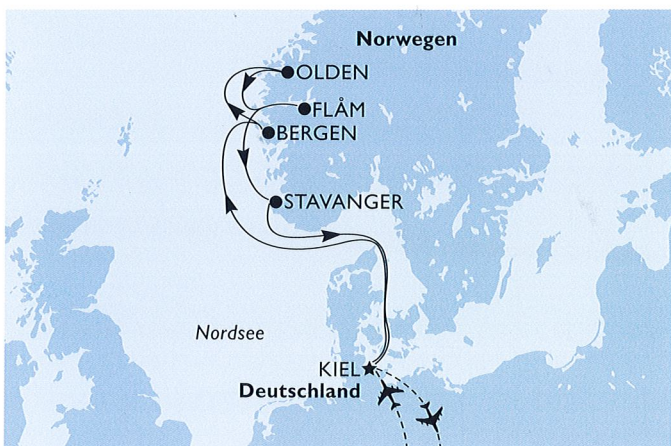 Norwegen
OLDEN
FLÅM
BERGEN
STAVANGER
Nordsee
KIEL
Deutschland